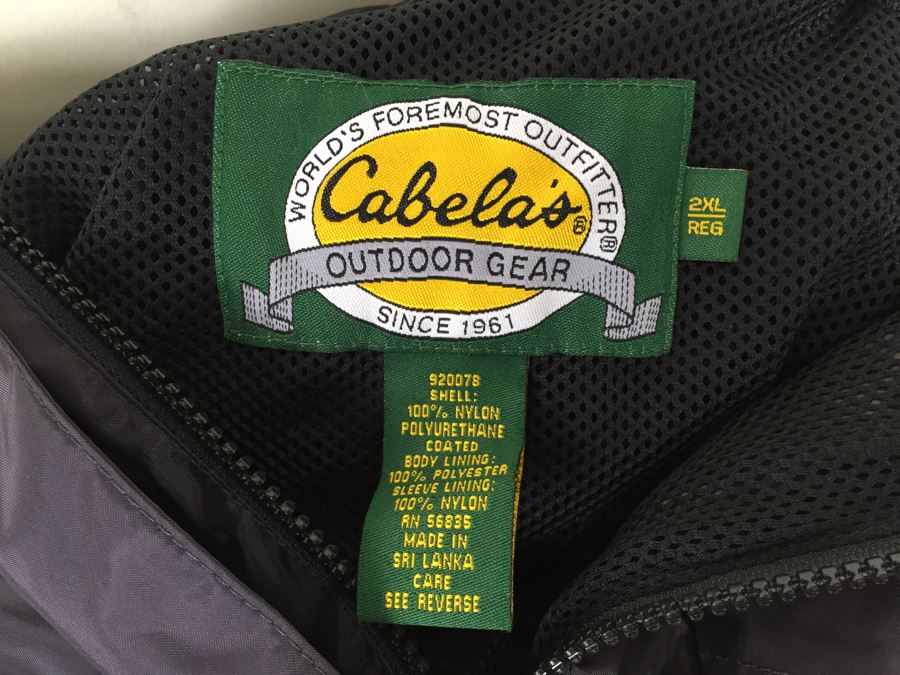 WORLD'S FOREMOST OUTFITTER®
Cabela's®
OUTDOOR GEAR
SINCE 1961
2XL
REG
920078
SHELL:
100% NYLON
POLYURETHANE
COATED
BODY LINING:
100% POLYESTER
SLEEVE LINING:
100% NYLON
RN 56835
MADE IN
SRI LANKA
CARE
SEE REVERSE